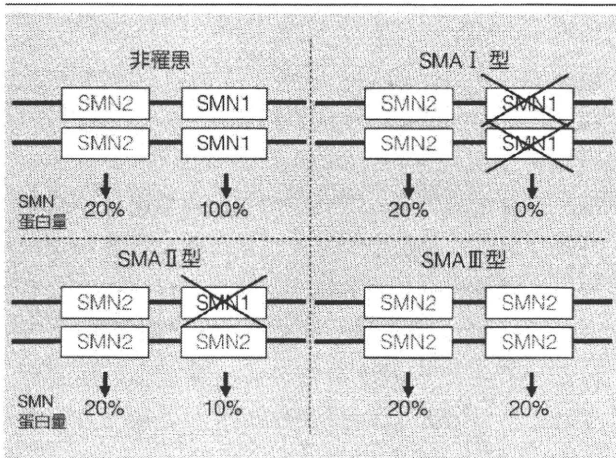 非罹患
SMN2 SMN1
SMN2 SMN1
SMN
蛋白量
20% 100%
SMA Ⅰ 型
SMN2 SMN1
SMN2 SMN1
20% 0%
SMA Ⅱ 型
SMN2 SMN1
SMN2 SMN2
SMN
蛋白量
20% 10%
SMA Ⅲ 型
SMN2 SMN2
SMN2 SMN2
20% 20%